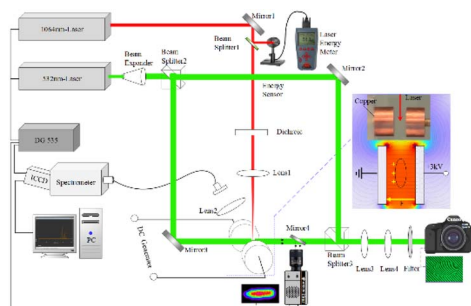 1064nm-Laser
Mirror1
Beam
Splitter1
Laser
Energy
Meter
532nm-Laser
Beam
Expander
Beam
Splitter2
Energy
Sensor
Mirror2
Copper
Laser
DG 535
Dichroic
ICCD
Spectrometer
Lens1
3kV
Lens2
PC
DC Generator
Mirror3
Mirror4
Beam
Splitter3
Lens3
Lens4
Filter